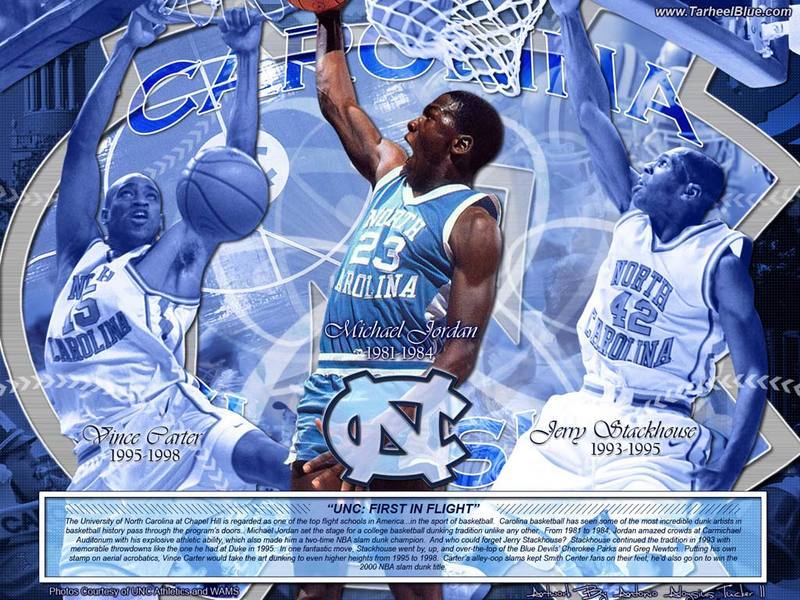 www.TarheelBlue.com
CAROLINA
NORTH
23
CAROLINA
15
CAROLINA
NORTH
42
CAROLINA
Michael Jordan
1981-1984
NC
Vince Carter
1995-1998
Jerry Stackhouse
1993-1995
"UNC: FIRST IN FLIGHT"
The University of North Carolina at Chapel Hill is regarded as one of the top flight schools in America...in the sport of basketball. Carolina basketball has seen some of the most incredible dunk artists in
basketball history pass through the program's doors. Michael Jordan set the stage for a college basketball dunking tradition unlike any other. From 1981 to 1984, Jordan amazed crowds at Carmichael
Auditorium with his explosive athletic ability, which also made him a two-time NBA slam dunk champion. And who could forget Jerry Stackhouse? Stackhouse continued the tradition in 1993 with
memorable throwdowns like the one he had at Duke in 1995. In one fantastic move, Stackhouse went by, up, and over-the-top of the Blue Devils' Cherokee Parks and Greg Newton. Putting his own
stamp on aerial acrobatics, Vince Carter would take the art dunking to even higher heights from 1995 to 1998. Carter's alley-oop slams kept Smith Center fans on their feet; he'd also go on to win the
2000 NBA slam dunk title.
Photos Courtesy of UNC Athletics and WAMS
Artwork By: Antonio Aloysius Tucker II